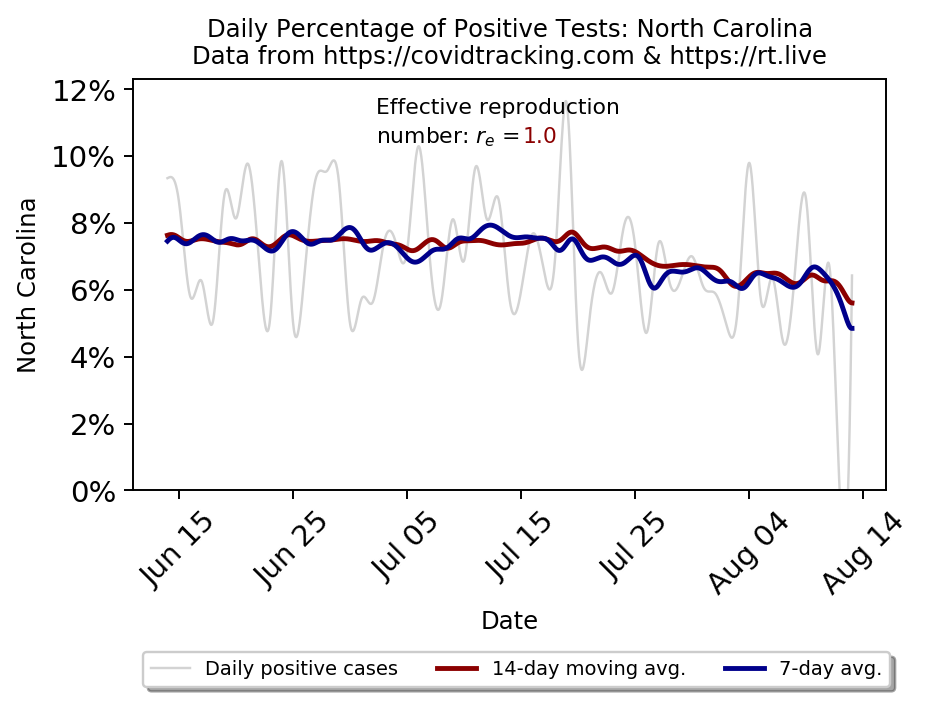 Daily Percentage of Positive Tests: North Carolina
Data from https://covidtracking.com & https://rt.live
12%
Effective reproduction
number: rₑ =1.0
10%
8%
6%
4%
2%
0%
North Carolina
Jun 15
Jun 25
Jul 05
Jul 15
Jul 25
Aug 04
Aug 14
Date
Daily positive cases
14-day moving avg.
7-day avg.